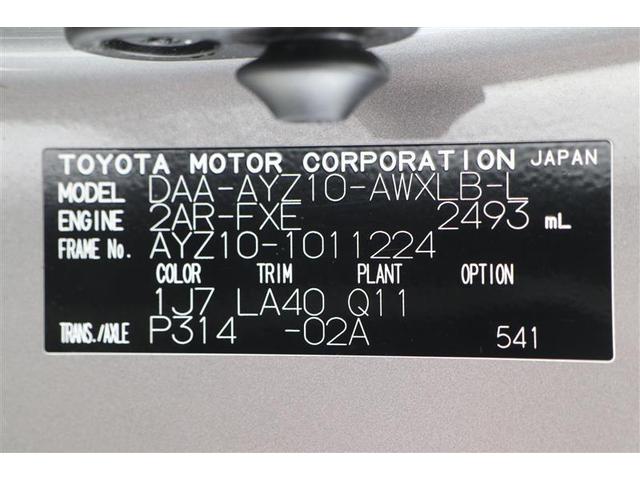 TOYOTA MOTOR CORPORATION JAPAN
MODEL DAA-AYZ10-AWXLB-L
ENGINE 2AR-FXE 2493 mL
FRAME No. AYZ10-1011224
COLOR TRIM PLANT OPTION
1J7 LA40 Q11
TRANS./AXLE P314 -02A 541